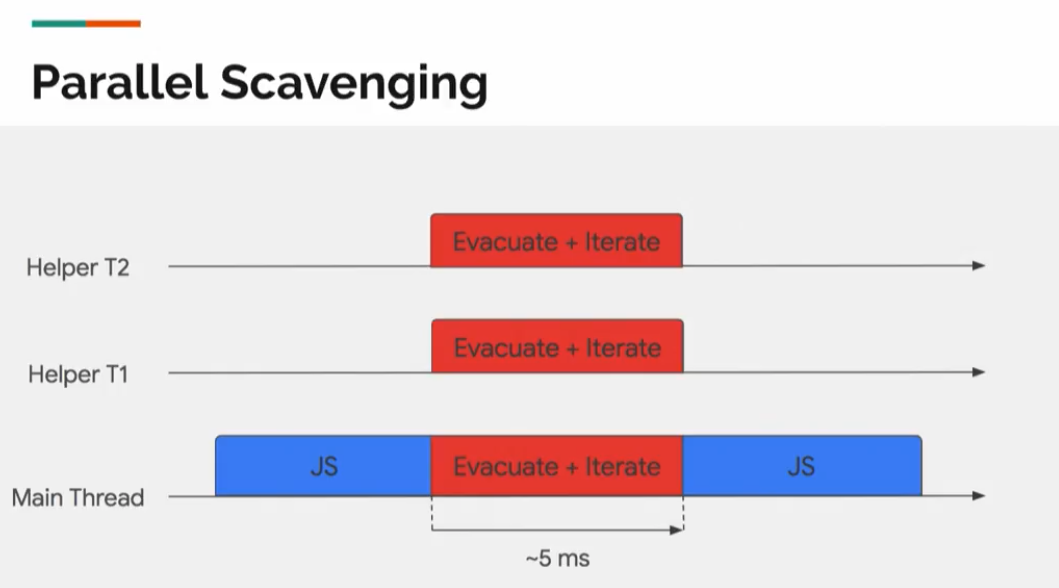 Parallel Scavenging
Evacuate + Iterate
Helper T2
Evacuate + Iterate
Helper T1
JS
Evacuate + Iterate
JS
Main Thread
~5 ms